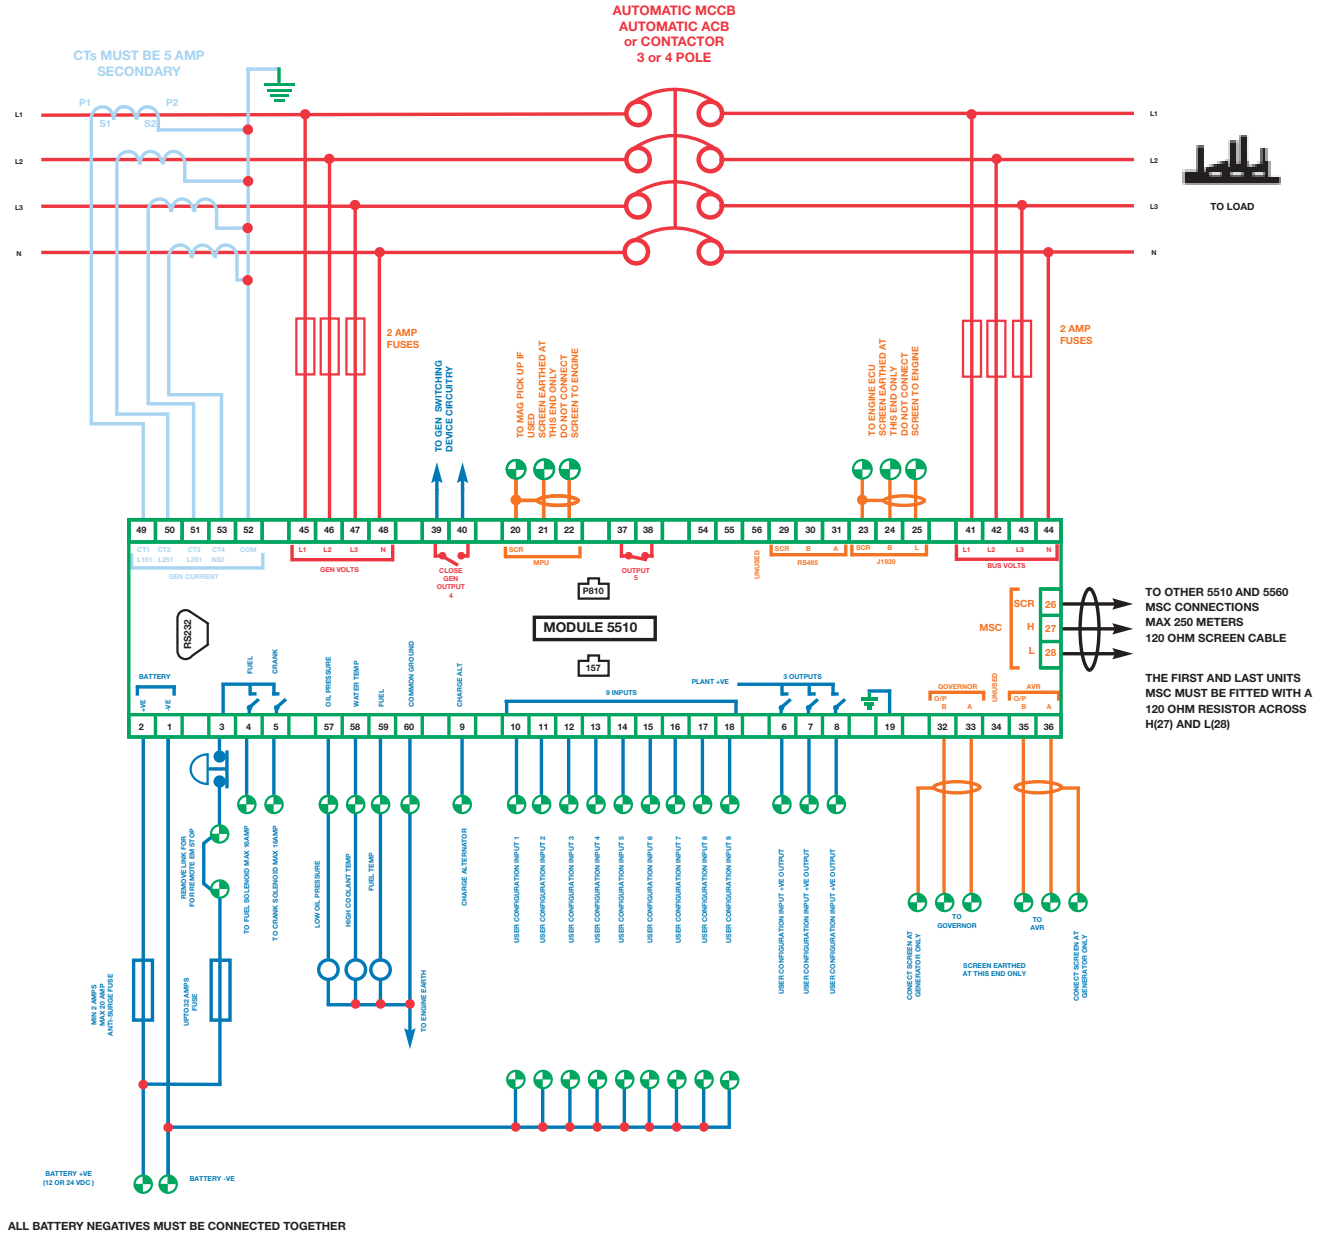 AUTOMATIC MCCB
AUTOMATIC ACB
or CONTACTOR
3 or 4 POLE
CTs MUST BE 5 AMP
SECONDARY
P1
P2
S1
S2
L1
L2
L3
N
L1
L2
L3
N
TO LOAD
2 AMP
FUSES
2 AMP
FUSES
TO GEN SWITCHING
DEVICE CIRCUITRY
TO MAG PICK UP IF
USED
SCREEN EARTHED AT
THIS END ONLY
DO NOT CONNECT
SCREEN TO ENGINE
TO ENGINE ECU
SCREEN EARTHED AT
THIS END ONLY
DO NOT CONNECT
SCREEN TO ENGINE
49 50 51 53 52 45 46 47 48 39 40 20 21 22 37 38 54 55 56 29 30 31 23 24 25 41 42 43 44
CT1 CT2 CT3 CT4 COM
L151 L251 L351 N52
GEN CURRENT
L1 L2 L3 N
GEN VOLTS
CLOSE
GEN
OUTPUT
4
SCR
MPU
OUTPUT
5
UNUSED
SCR B A
RS485
SCR B L
J1939
L1 L2 L3 N
BUS VOLTS
P810
MODULE 5510
157
RS232
MSC
SCR 26
H 27
L 28
TO OTHER 5510 AND 5560
MSC CONNECTIONS
MAX 250 METERS
120 OHM SCREEN CABLE
THE FIRST AND LAST UNITS
MSC MUST BE FITTED WITH A
120 OHM RESISTOR ACROSS
H(27) AND L(28)
BATTERY
+VE
-VE
FUEL
CRANK
OIL PRESSURE
WATER TEMP
FUEL
COMMON GROUND
CHARGE ALT
9 INPUTS
PLANT +VE
3 OUTPUTS
GOVERNOR
O/P
B A
UNUSED
AVR
O/P
B A
2 1 3 4 5 57 58 59 60 9 10 11 12 13 14 15 16 17 18 6 7 8 19 32 33 34 35 36
REMOVE LINK FOR
FOR REMOTE EM STOP
TO FUEL SOLENOID MAX 16AMP
TO CRANK SOLENOID MAX 16AMP
LOW OIL PRESSURE
HIGH COOLANT TEMP
FUEL TEMP
CHARGE ALTERNATOR
USER CONFIGURATION INPUT 1
USER CONFIGURATION INPUT 2
USER CONFIGURATION INPUT 3
USER CONFIGURATION INPUT 4
USER CONFIGURATION INPUT 5
USER CONFIGURATION INPUT 6
USER CONFIGURATION INPUT 7
USER CONFIGURATION INPUT 8
USER CONFIGURATION INPUT 9
USER CONFIGURATION INPUT +VE OUTPUT
USER CONFIGURATION INPUT +VE OUTPUT
USER CONFIGURATION INPUT +VE OUTPUT
TO
GOVERNOR
TO
AVR
CONECT SCREEN AT
GENERATOR ONLY
SCREEN EARTHED
AT THIS END ONLY
CONECT SCREEN AT
GENERATOR ONLY
MIN 2 AMPS
MAX 20 AMP
ANTI-SURGE FUSE
UPTO32 AMPS
FUSE
TO ENGINE EARTH
BATTERY +VE
(12 OR 24 VDC )
BATTERY -VE
ALL BATTERY NEGATIVES MUST BE CONNECTED TOGETHER